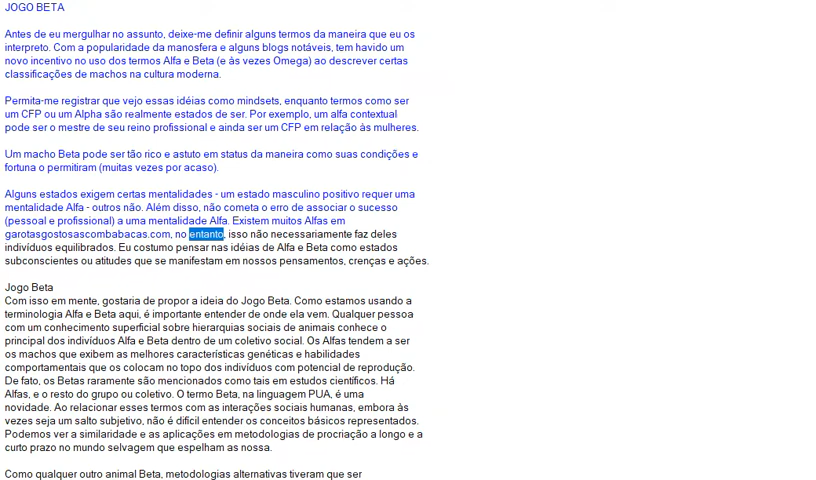 JOGO BETA
Antes de eu mergulhar no assunto, deixe-me definir alguns termos da maneira que eu os
interpreto. Com a popularidade da manosfera e alguns blogs notáveis, tem havido um
novo incentivo no uso dos termos Alfa e Beta (e às vezes Omega) ao descrever certas
classificações de machos na cultura moderna.
Permita-me registrar que vejo essas idéias como mindsets, enquanto termos como ser
um CFP ou um Alpha são realmente estados de ser. Por exemplo, um alfa contextual
pode ser o mestre de seu reino profissional e ainda ser um CFP em relação às mulheres.
Um macho Beta pode ser tão rico e astuto em status da maneira como suas condições e
fortuna o permitiram (muitas vezes por acaso).
Alguns estados exigem certas mentalidades - um estado masculino positivo requer uma
mentalidade Alfa - outros não. Além disso, não cometa o erro de associar o sucesso
(pessoal e profissional) a uma mentalidade Alfa. Existem muitos Alfas em
garotasgostosascombabacas.com, no entanto, isso não necessariamente faz deles
indivíduos equilibrados. Eu costumo pensar nas idéias de Alfa e Beta como estados
subconscientes ou atitudes que se manifestam em nossos pensamentos, crenças e ações.
Jogo Beta
Com isso em mente, gostaria de propor a ideia do Jogo Beta. Como estamos usando a
terminologia Alfa e Beta aqui, é importante entender de onde ela vem. Qualquer pessoa
com um conhecimento superficial sobre hierarquias sociais de animais conhece o
principal dos indivíduos Alfa e Beta dentro de um coletivo social. Os Alfas tendem a ser
os machos que exibem as melhores características genéticas e habilidades
comportamentais que os colocam no topo dos indivíduos com potencial de reprodução.
De fato, os Betas raramente são mencionados como tais em estudos científicos. Há
Alfas, e o resto do grupo ou coletivo. O termo Beta, na linguagem PUA, é uma
novidade. Ao relacionar esses termos com as interações sociais humanas, embora às
vezes seja um salto subjetivo, não é difícil entender os conceitos básicos representados.
Podemos ver a similaridade e as aplicações em metodologias de procriação a longo e a
curto prazo no mundo selvagem que espelham as nossa.
Como qualquer outro animal Beta, metodologias alternativas tiveram que ser